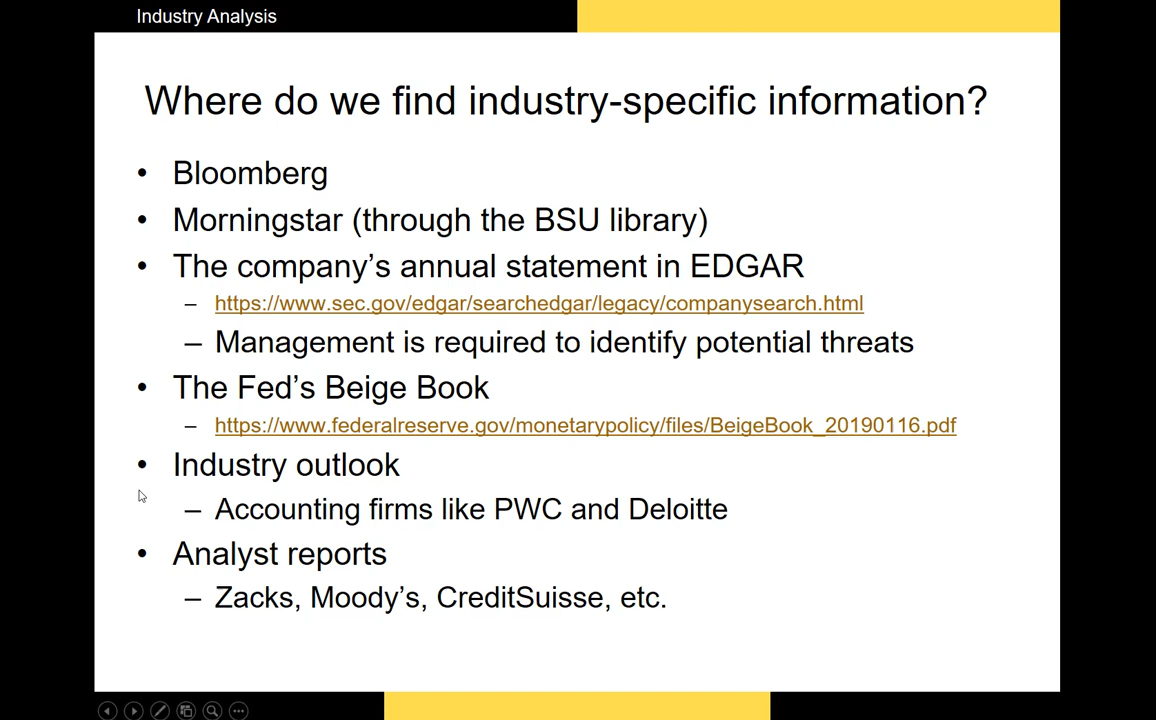 Industry Analysis
Where do we find industry-specific information?
• Bloomberg
• Morningstar (through the BSU library)
• The company’s annual statement in EDGAR
– https://www.sec.gov/edgar/searchedgar/legacy/companysearch.html
– Management is required to identify potential threats
• The Fed’s Beige Book
– https://www.federalreserve.gov/monetarypolicy/files/BeigeBook_20190116.pdf
• Industry outlook
– Accounting firms like PWC and Deloitte
• Analyst reports
– Zacks, Moody’s, CreditSuisse, etc.